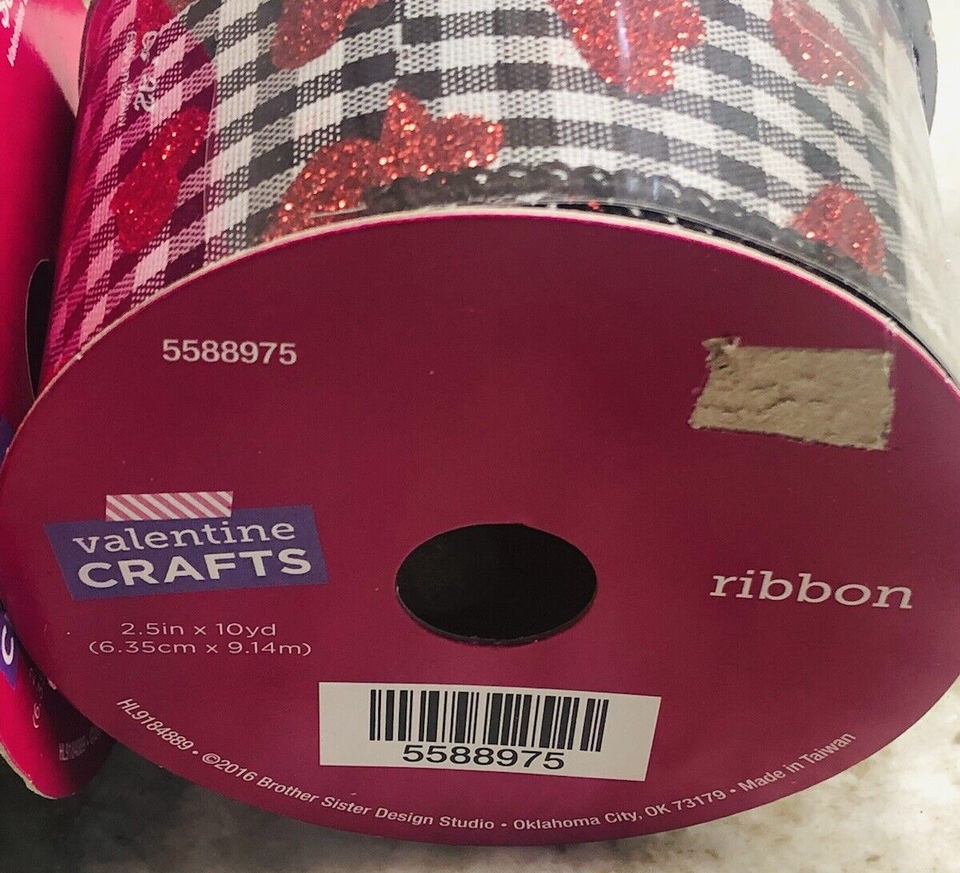 5588975
valentine
CRAFTS
2.5in x 10yd
(6.35cm x 9.14m)
ribbon
5588975
HL9184889 • ©2016 Brother Sister Design Studio • Oklahoma City, OK 73179 • Made in Taiwan